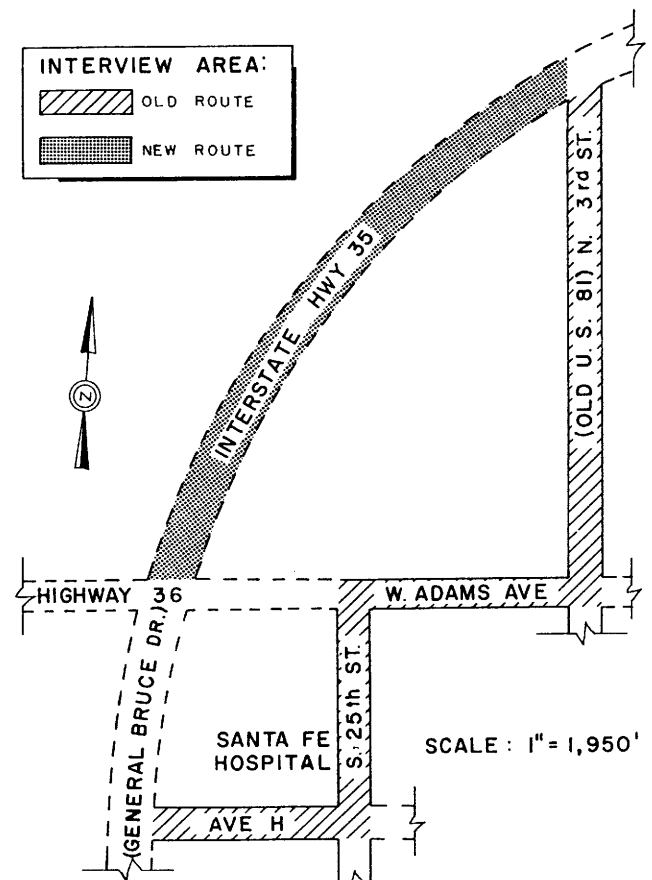 INTERVIEW AREA:
OLD ROUTE
NEW ROUTE
INTERSTATE HWY 35
(OLD U.S. 81) N. 3rd ST.
N
HIGHWAY 36
W. ADAMS AVE
(GENERAL BRUCE DR.)
S. 25th ST.
SANTA FE
HOSPITAL
SCALE: 1" = 1,950'
AVE H